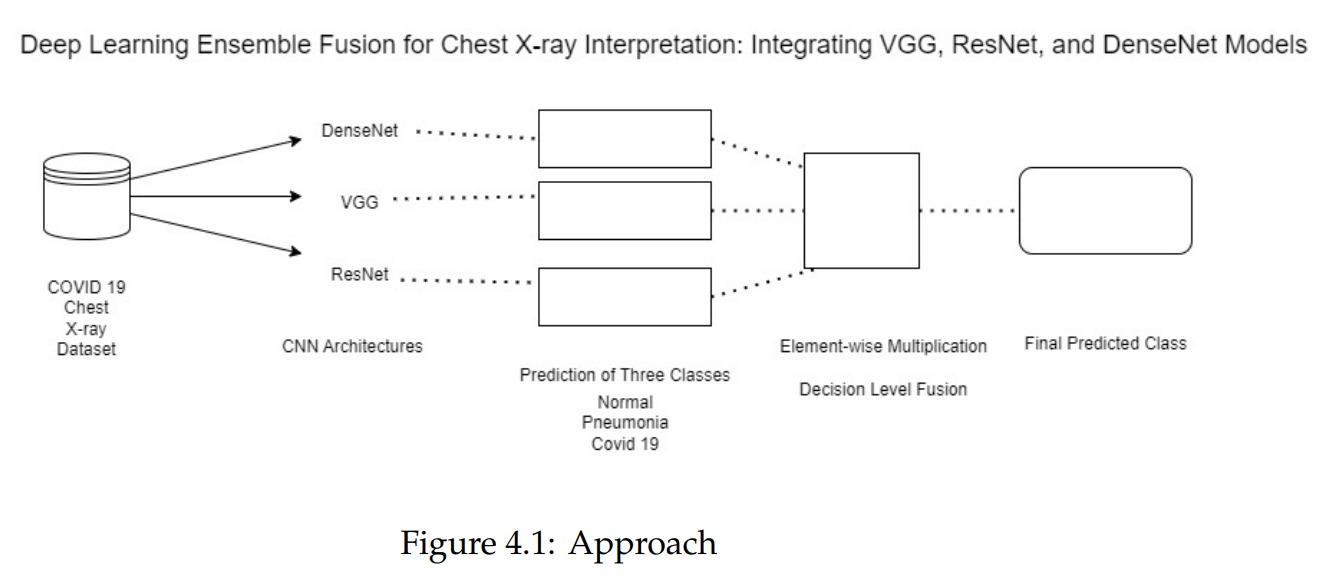 Deep Learning Ensemble Fusion for Chest X-ray Interpretation: Integrating VGG, ResNet, and DenseNet Models
DenseNet
VGG
ResNet
COVID 19
Chest
X-ray
Dataset
CNN Architectures
Prediction of Three Classes
Normal
Pneumonia
Covid 19
Element-wise Multiplication
Decision Level Fusion
Final Predicted Class
Figure 4.1: Approach